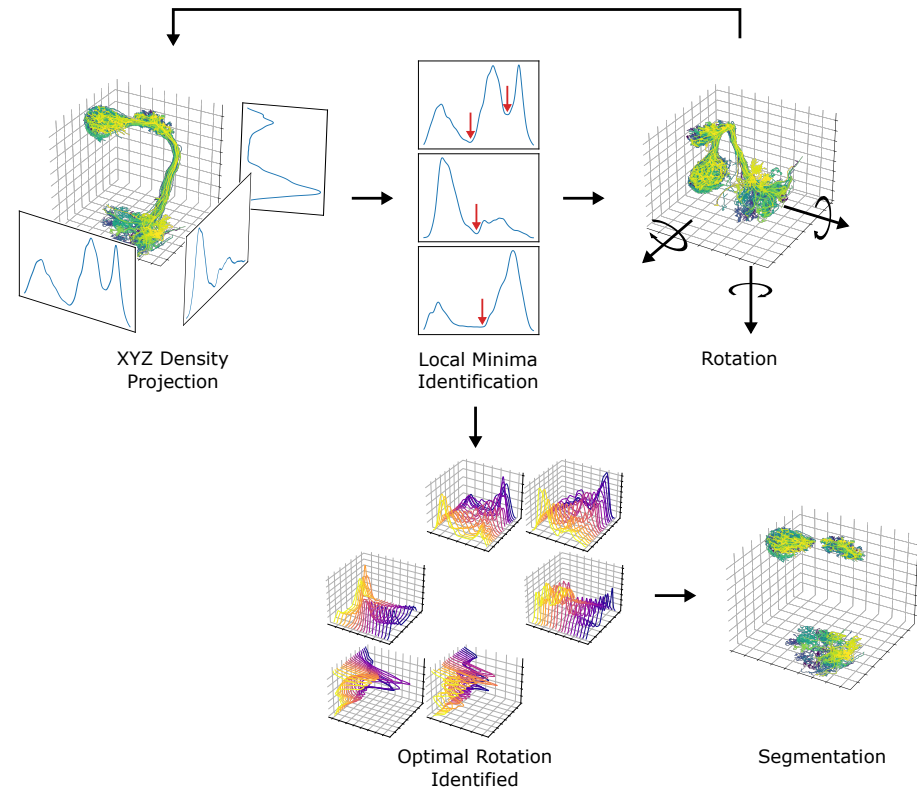 XYZ Density
Projection
Local Minima
Identification
Rotation
Optimal Rotation
Identified
Segmentation